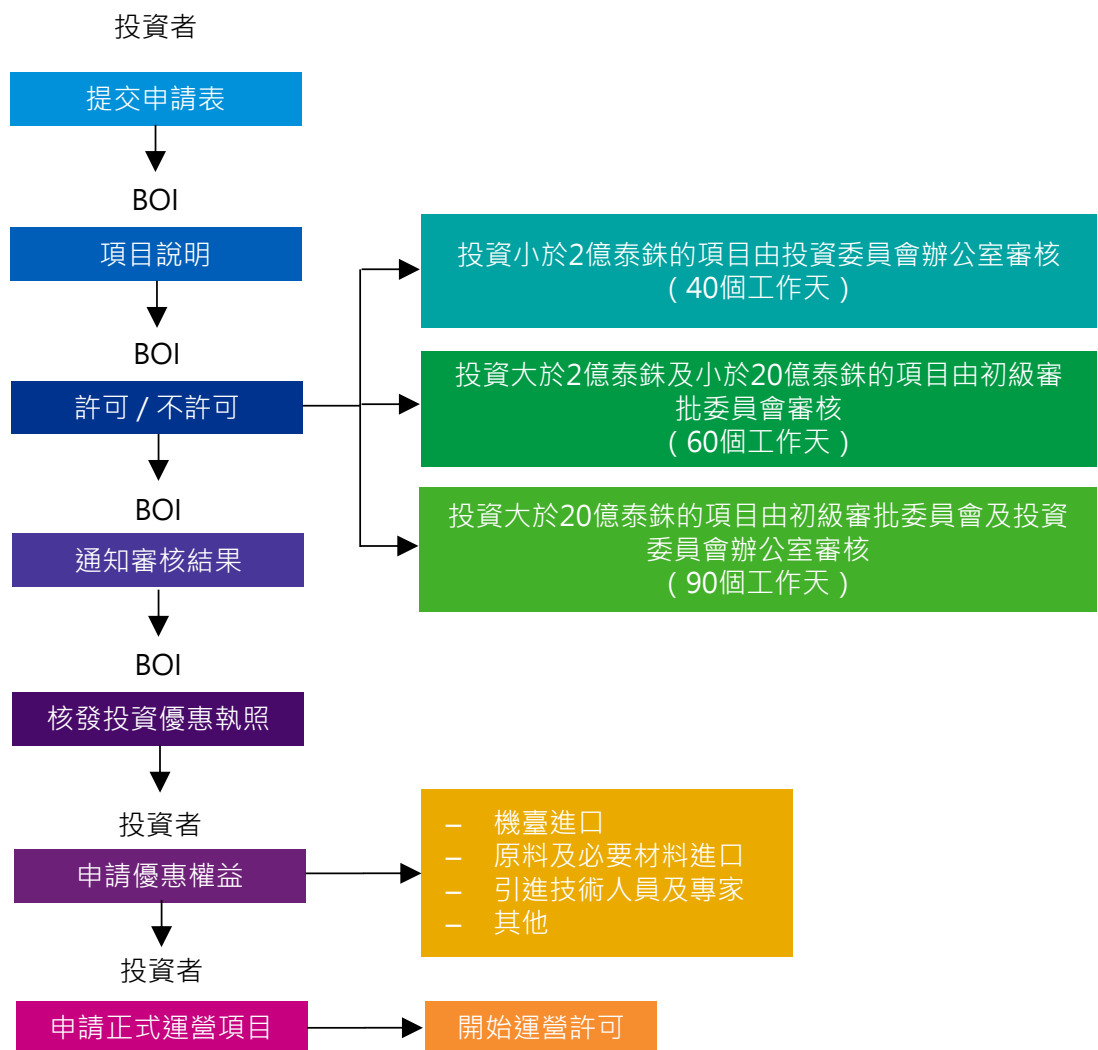 投資者
提交申請表
BOI
項目說明
BOI
許可 / 不許可
投資小於2億泰銖的項目由投資委員會辦公室審核
( 40個工作天 )
投資大於2億泰銖及小於20億泰銖的項目由初級審
批委員會審核
( 60個工作天 )
投資大於20億泰銖的項目由初級審批委員會及投資
委員會辦公室審核
( 90個工作天 )
BOI
通知審核結果
BOI
核發投資優惠執照
投資者
申請優惠權益
– 機臺進口
– 原料及必要材料進口
– 引進技術人員及專家
– 其他
投資者
申請正式運營項目
開始運營許可